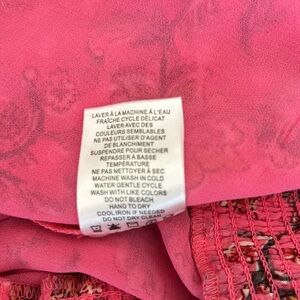 LAVER À LA MACHINE À L'EAU
FRAÎCHE CYCLE DÉLICAT
LAVER AVEC DES
COULEURS SEMBLABLES
NE PAS UTILISER D'AGENT
DE BLANCHIMENT
SUSPENDRE POUR SECHER
REPASSER À BASSE
TEMPÉRATURE
NE PAS NETTOYER À SEC
MACHINE WASH IN COLD
WATER GENTLE CYCLE
WASH WITH LIKE COLORS
DO NOT BLEACH
HANG TO DRY
COOL IRON IF NEEDED
DO NOT DRY CLEAN